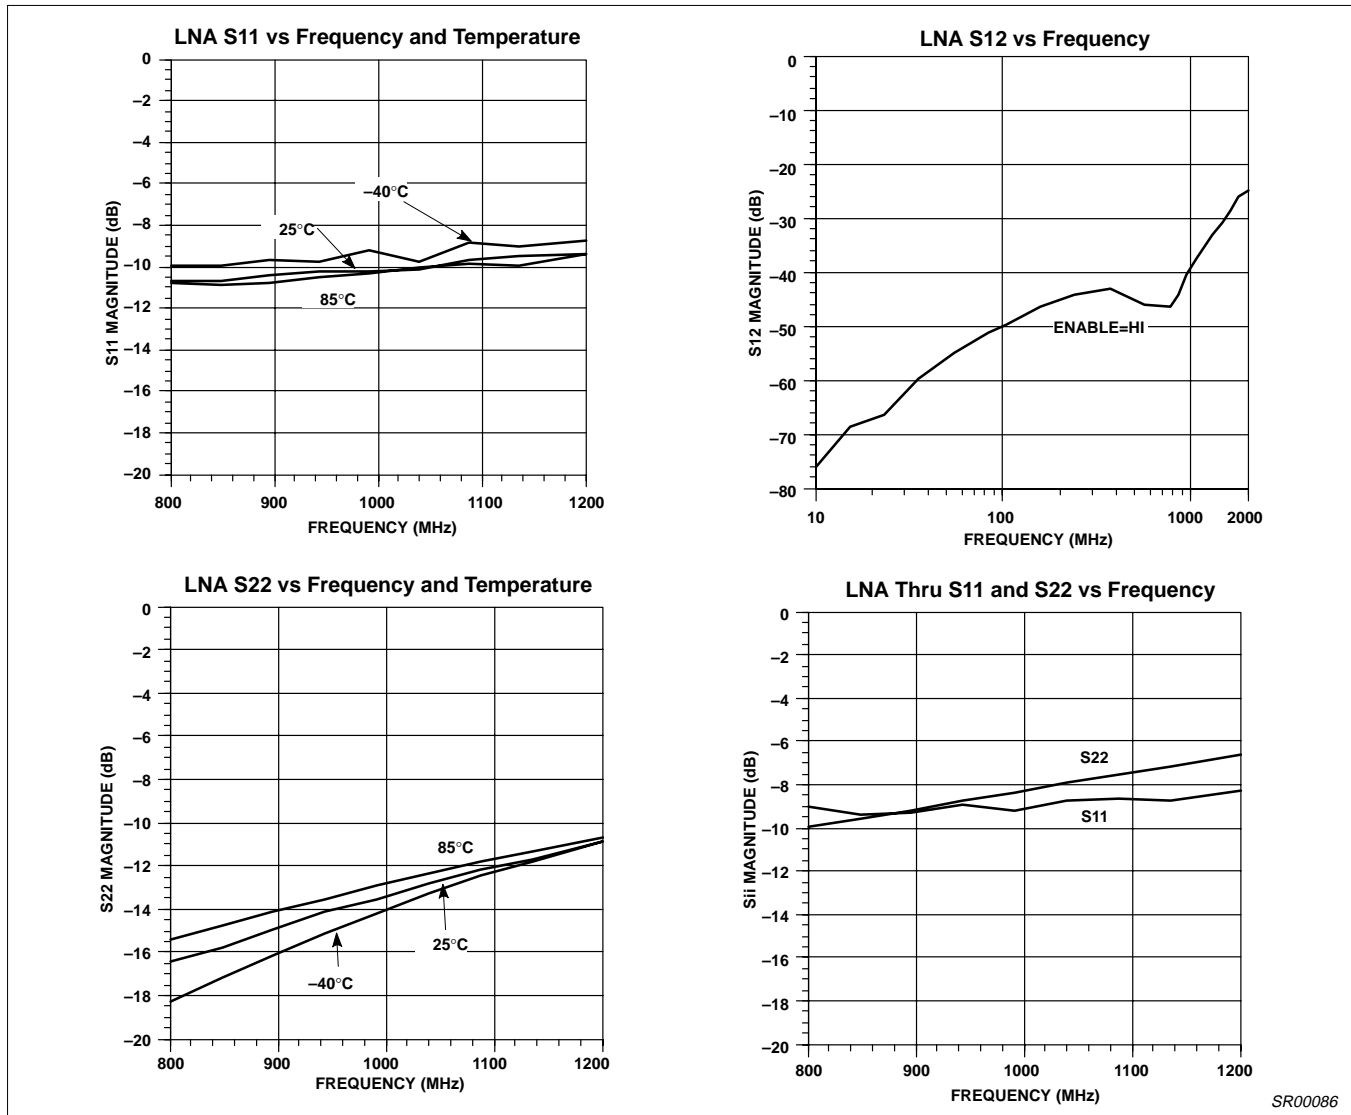 LNA S11 vs Frequency and Temperature
0
–2
–4
–6
–8
–10
–12
–14
–16
–18
–20
S11 MAGNITUDE (dB)
–40°C
25°C
85°C
800
900
1000
1100
1200
FREQUENCY (MHz)
LNA S12 vs Frequency
0
–10
–20
–30
–40
–50
–60
–70
–80
S12 MAGNITUDE (dB)
ENABLE=HI
10
100
1000
2000
FREQUENCY (MHz)
LNA S22 vs Frequency and Temperature
0
–2
–4
–6
–8
–10
–12
–14
–16
–18
–20
S22 MAGNITUDE (dB)
85°C
25°C
–40°C
800
900
1000
1100
1200
FREQUENCY (MHz)
LNA Thru S11 and S22 vs Frequency
0
–2
–4
–6
–8
–10
–12
–14
–16
–18
–20
Sii MAGNITUDE (dB)
S22
S11
800
900
1000
1100
1200
FREQUENCY (MHz)
SR00086